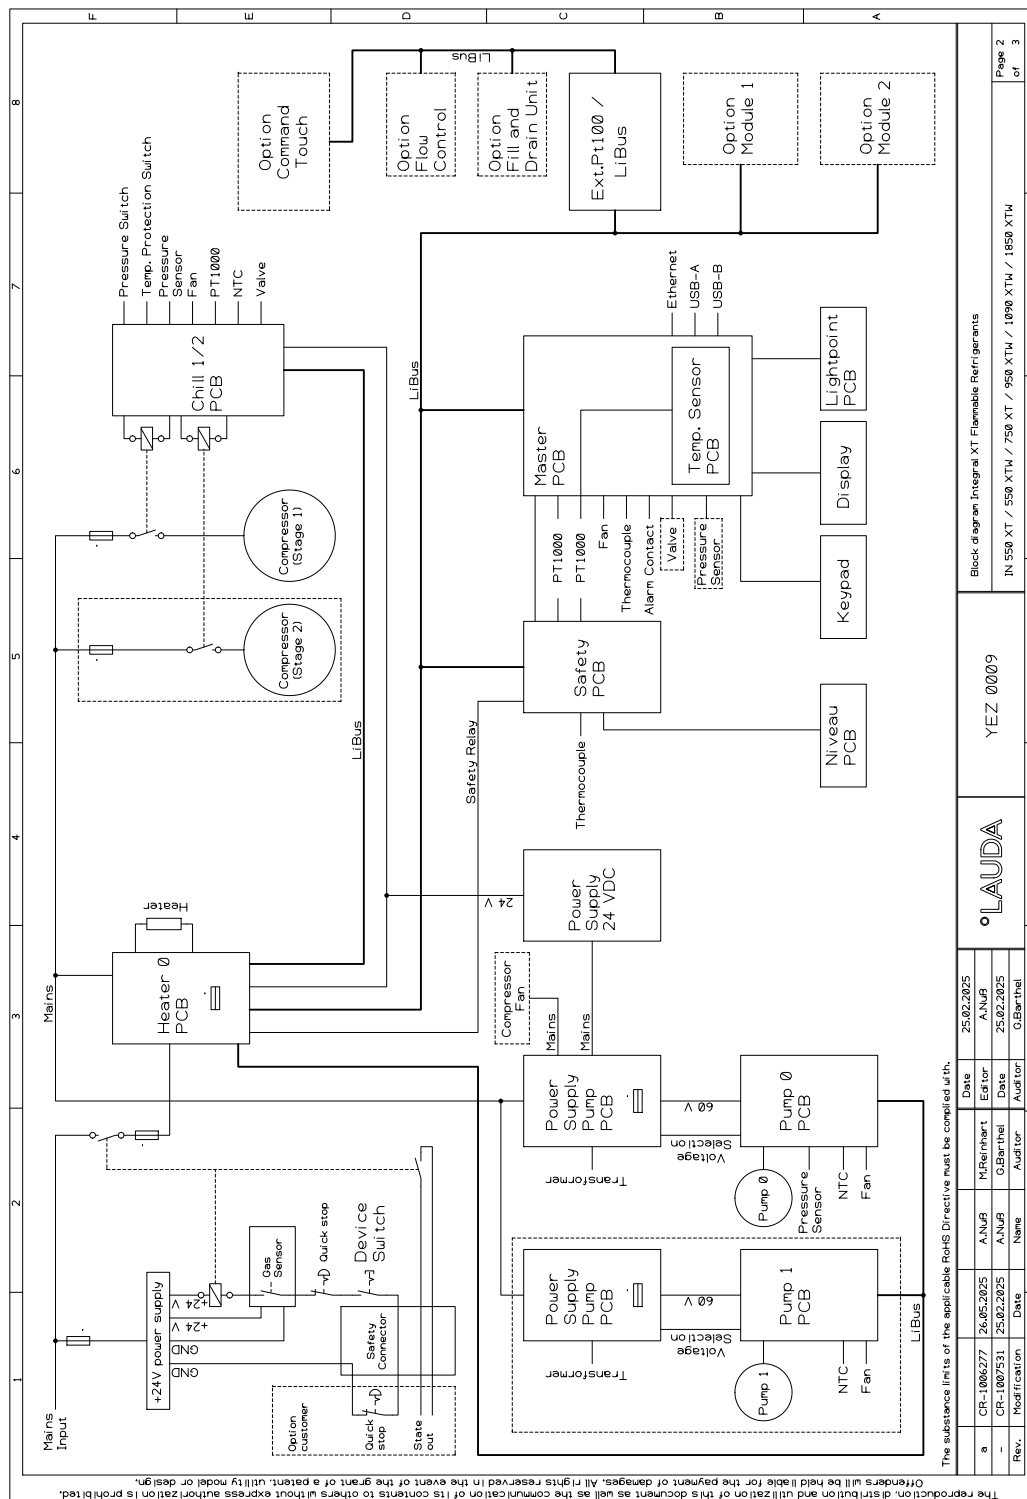 Mains
Input
+24V power supply
+24 V
+24 V
GND
GND
Gas
Sensor
Quick stop
Device
Switch
Safety
Connector
Option
customer
Quick
stop
State
out
Mains
Heater 0
PCB
Heater
LiBus
Safety Relay
24 V
Compressor
(Stage 1)
Compressor
(Stage 2)
Chill 1/2
PCB
Pressure Switch
Temp. Protection Switch
Pressure
Sensor
Fan
PT1000
NTC
Valve
Option
Command
Touch
Option
Flow
Control
Option
Fill and
Drain Unit
LiBus
Ext.Pt100 /
LiBus
Option
Module 1
Option
Module 2
LiBus
Master
PCB
Temp. Sensor
PCB
Ethernet
USB-A
USB-B
PT1000
PT1000
Fan
Thermocouple
Alarm Contact
Valve
Pressure
Sensor
Lightpoint
PCB
Display
Keypad
Safety
PCB
Thermocouple
Niveau
PCB
Power
Supply
24 VDC
Compressor
Fan
Mains
Mains
Power
Supply
Pump
PCB
Transformer
60 V
Voltage
Selection
Pump 0
PCB
Pump 0
Pressure
Sensor
NTC
Fan
Power
Supply
Pump
PCB
Transformer
60 V
Voltage
Selection
Pump 1
PCB
Pump 1
NTC
Fan
LiBus
1
2
3
4
5
6
7
8
F
E
D
C
B
A
The substance limits of the applicable RoHS Directive must be complied with.
a CR-1006277 26.05.2025 A.Nuß M.Reinhart
- CR-1007531 25.02.2025 A.Nuß G.Barthel
Rev. Modification Date Name Auditor
Date 25.02.2025
Editor A.Nuß
Date 25.02.2025
Auditor G.Barthel
LAUDA
YEZ 0009
Block diagram Integral XT Flammable Refrigerants
IN 550 XT / 550 XTW / 750 XT / 950 XTW / 1090 XTW / 1850 XTW
Page 2
of 3
The reproduction, distribution and utilization of this document as well as the communication of its contents to others without express authorization is prohibited.
Offenders will be held liable for the payment of damages. All rights reserved in the event of the grant of a patent, utility model or design.